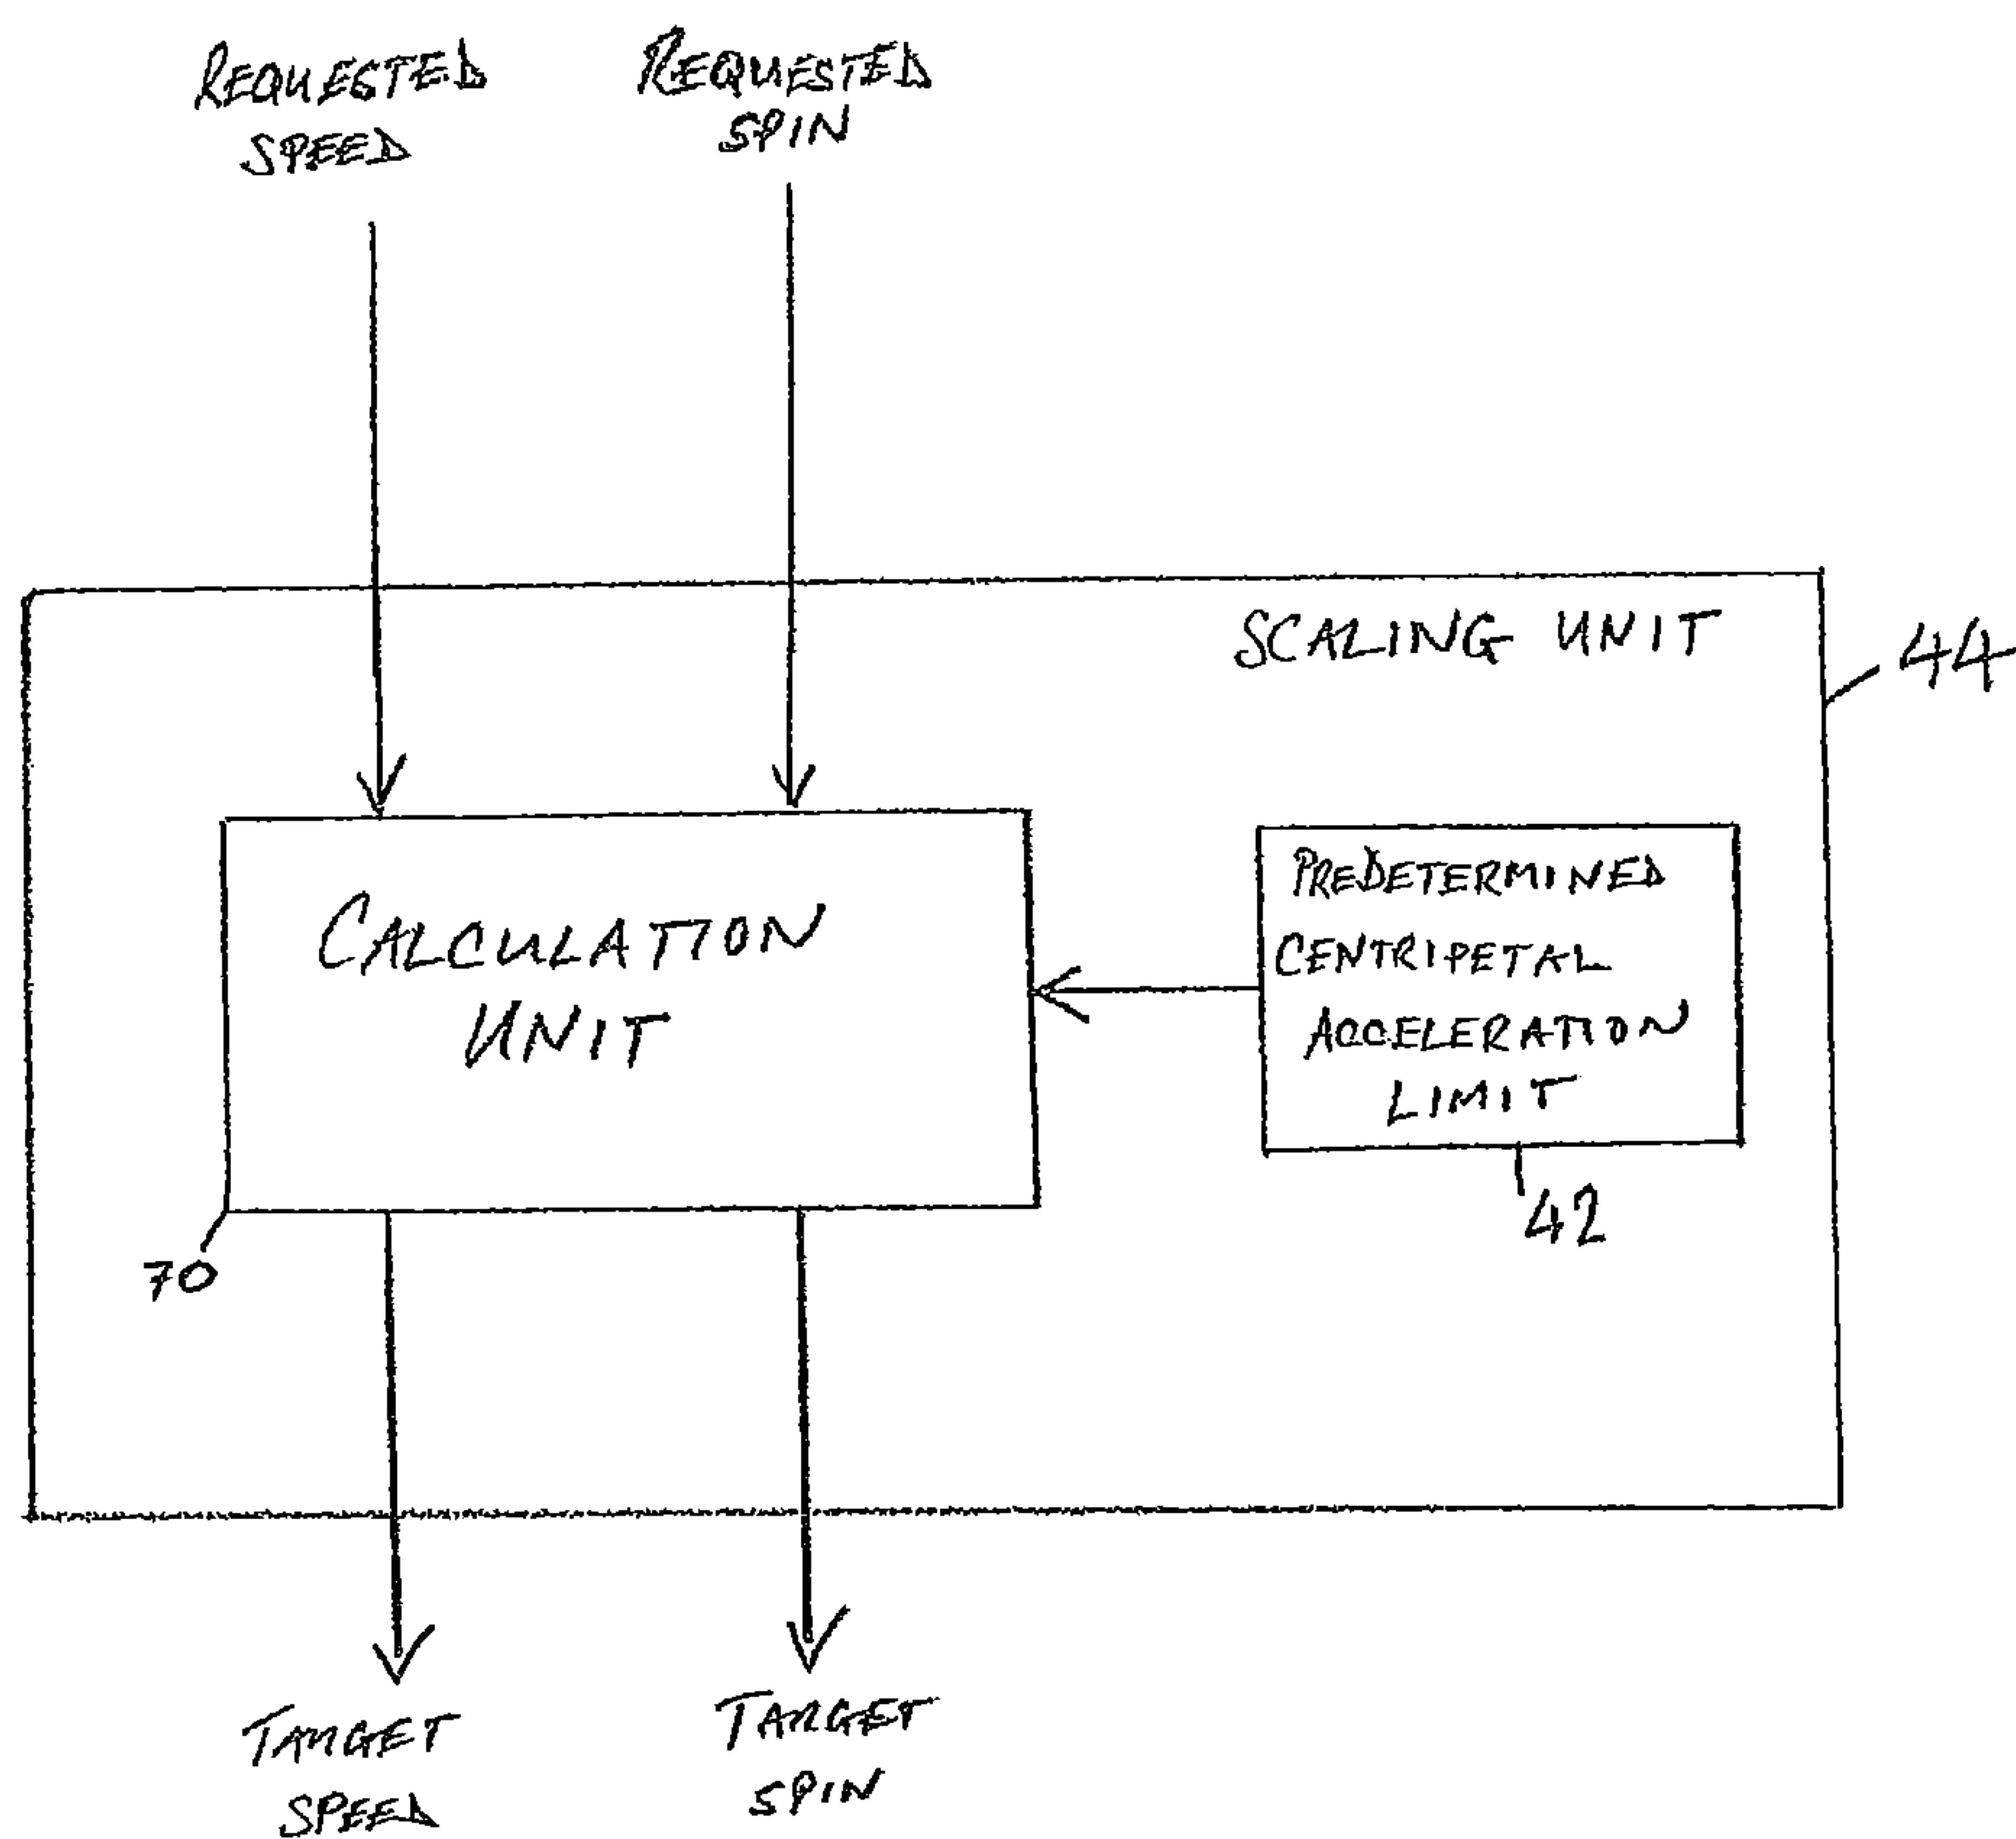 REQUESTED
SPEED
REQUESTED
SPIN
SCALING UNIT
44
CALCULATION
UNIT
PREDETERMINED
CENTRIPETAL
ACCELERATION
LIMIT
42
70
TARGET
SPEED
TARGET
SPIN